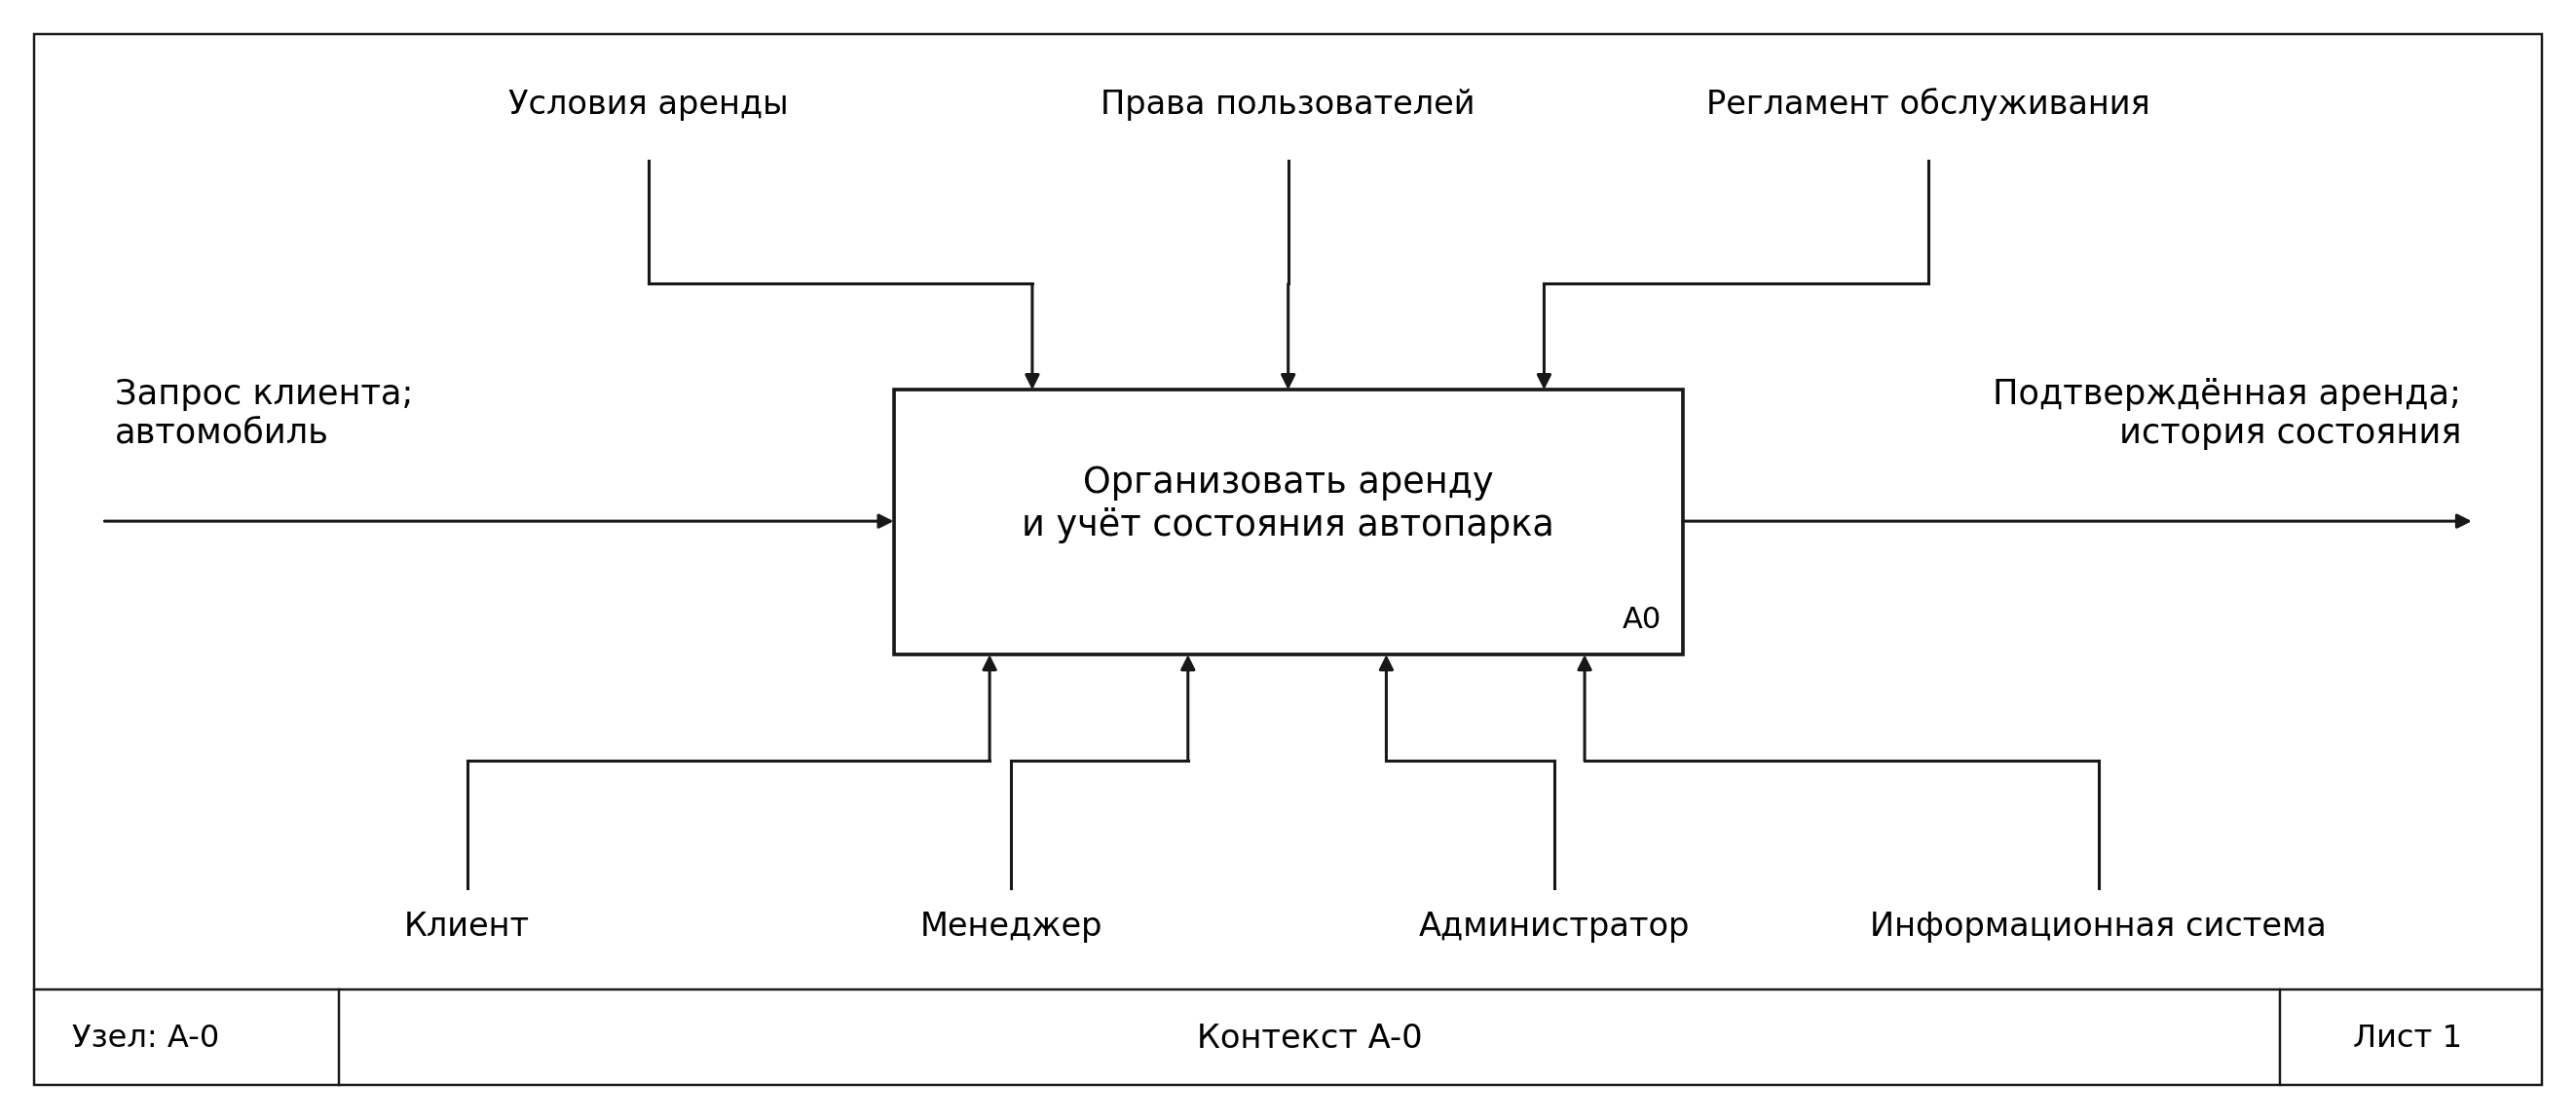 Условия аренды
Права пользователей
Регламент обслуживания
Запрос клиента;
автомобиль
Подтверждённая аренда;
история состояния
Организовать аренду
и учёт состояния автопарка
A0
Клиент
Менеджер
Администратор
Информационная система
Узел: А-0
Контекст А-0
Лист 1